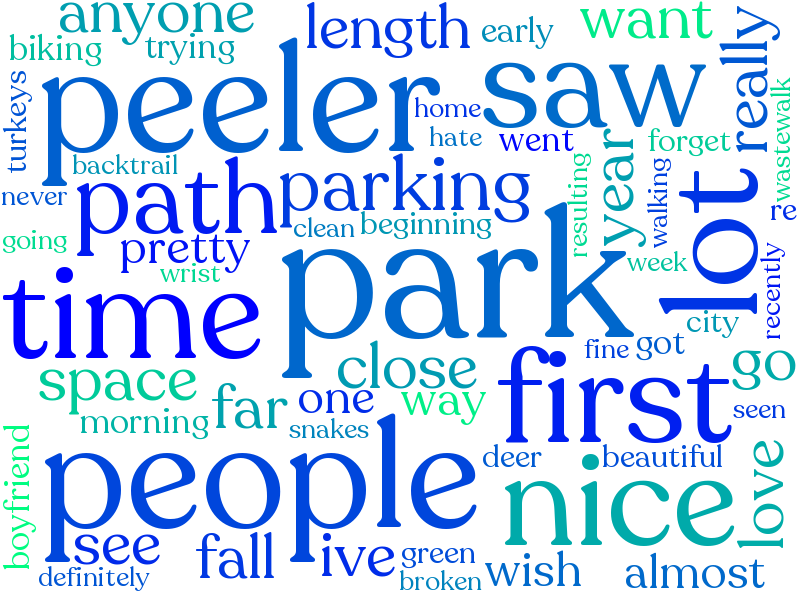 anyone
length
early
want
biking
trying
turkeys
peeler
saw
really
home
hate
went
forget
wastewalk
backtrail
never
path
parking
resulting
year
walking
lot
re
clean
beginning
going
pretty
wrist
park
week
recently
time
city
fine
got
space
close
first
go
far
one
way
morning
snakes
seen
boyfriend
people
deer
beautiful
nice
love
see
fall
ive
green
definitely
broken
wish
almost